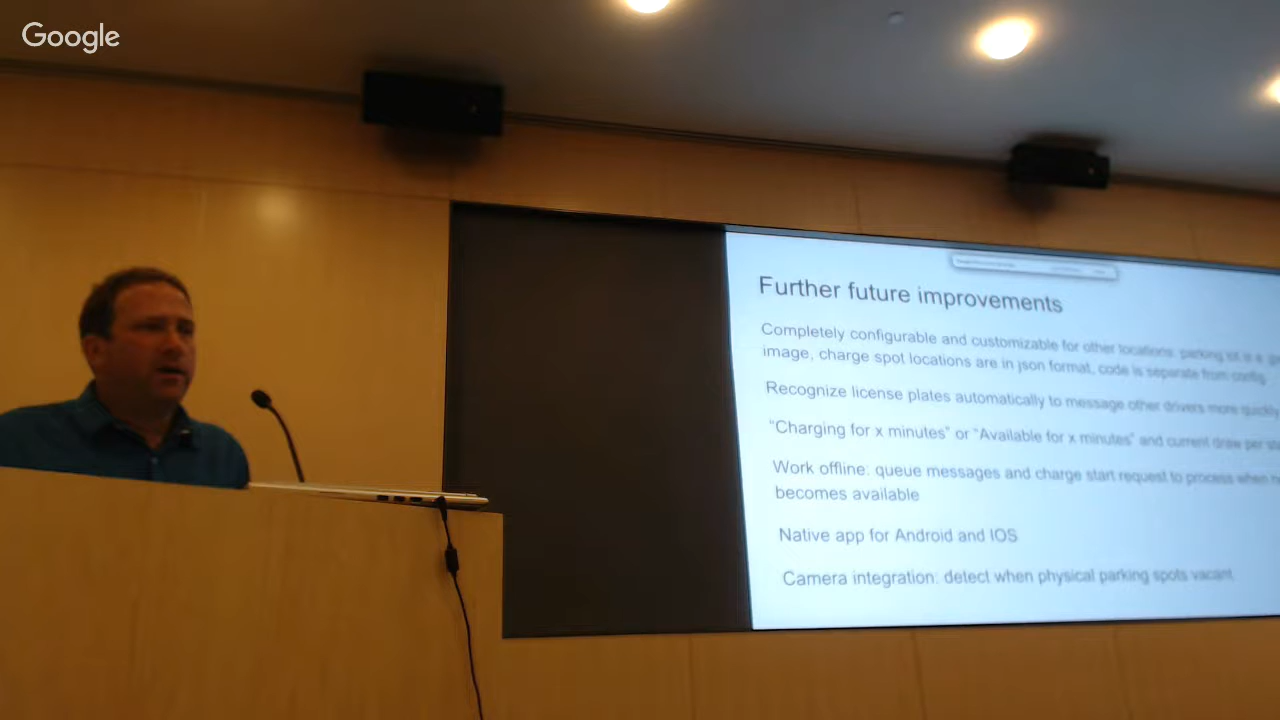 Google
Further future improvements
Completely configurable and customizable for other locations: parking lot is a
image, charge spot locations are in json format, code is separate from config
Recognize license plates automatically to message other drivers more quickly
“Charging for x minutes” or “Available for x minutes” and current draw per
Work offline: queue messages and charge start request to process when
becomes available
Native app for Android and IOS
Camera integration: detect when physical parking spots vacant